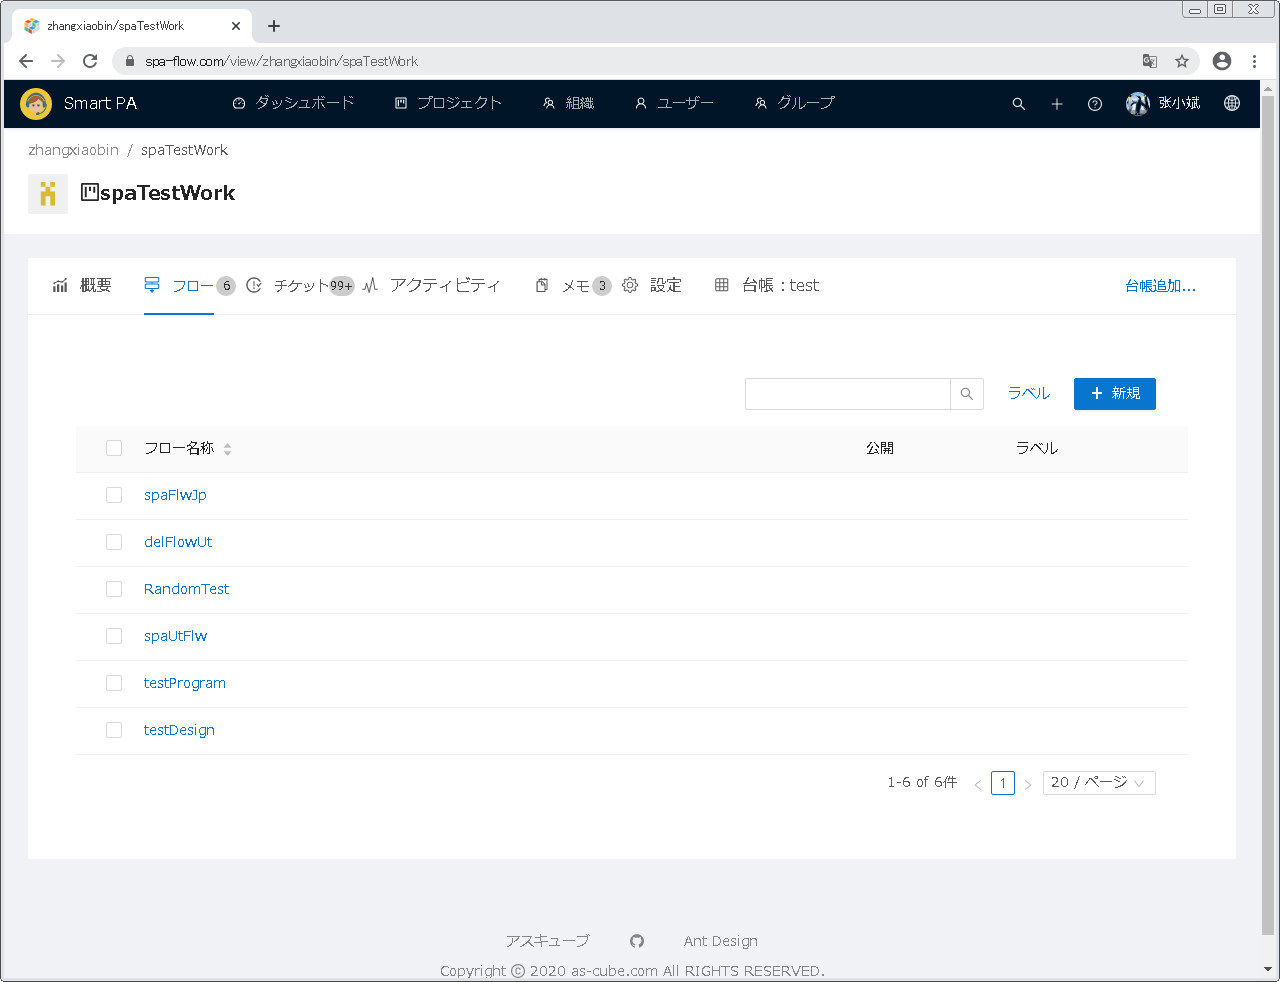 zhangxiaobin/spaTestWork
spa-flow.com/view/zhangxiaobin/spaTestWork
Smart PA ダッシュボード プロジェクト 組織 ユーザー グループ 张小斌
zhangxiaobin / spaTestWork
spaTestWork
概要 フロー 6 チケット 99+ アクティビティ メモ 3 設定 台帳：test 台帳追加...
ラベル + 新規
フロー名称 公開 ラベル
spaFlwJp
delFlowUt
RandomTest
spaUtFlw
testProgram
testDesign
1-6 of 6件 < 1 > 20 / ページ
アスキューブ Ant Design
Copyright © 2020 as-cube.com All RIGHTS RESERVED.